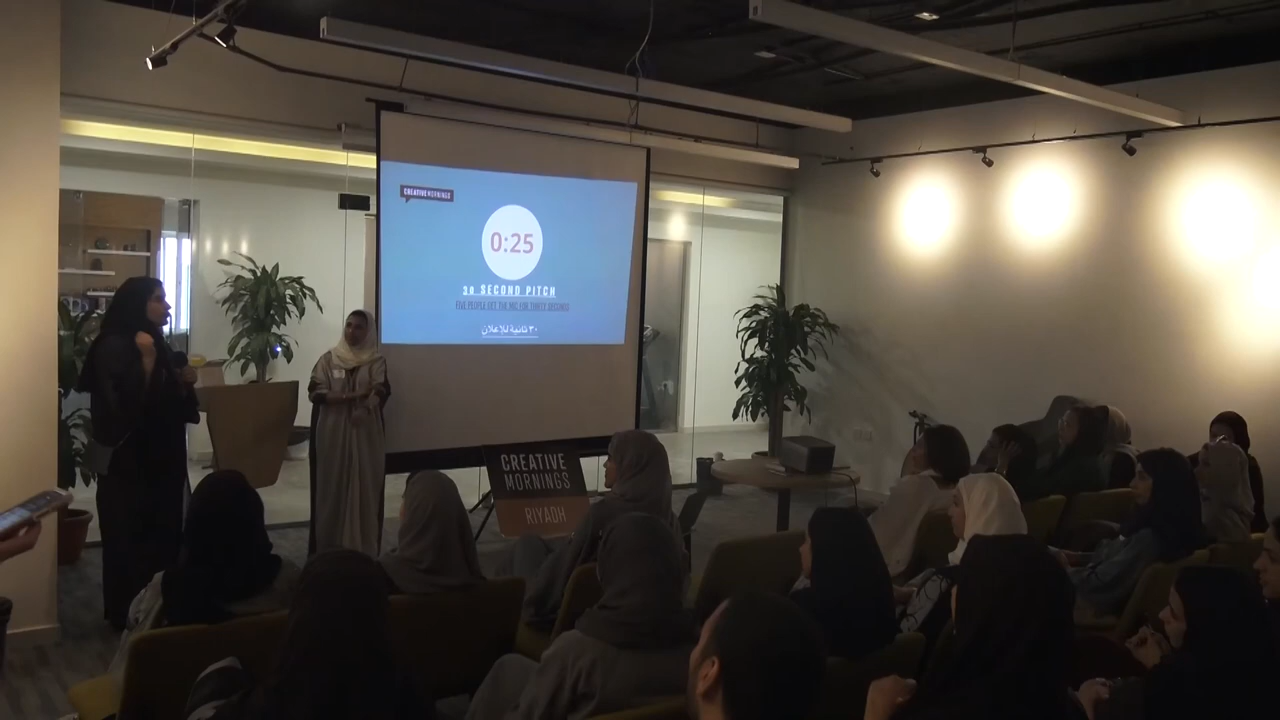 CREATIVEMORNINGS
0:25
30 SECOND PITCH
FIVE PEOPLE GET THE MIC FOR THIRTY SECONDS
٣٠ ثانية للإعلان
CREATIVE
MORNINGS
RIYADH